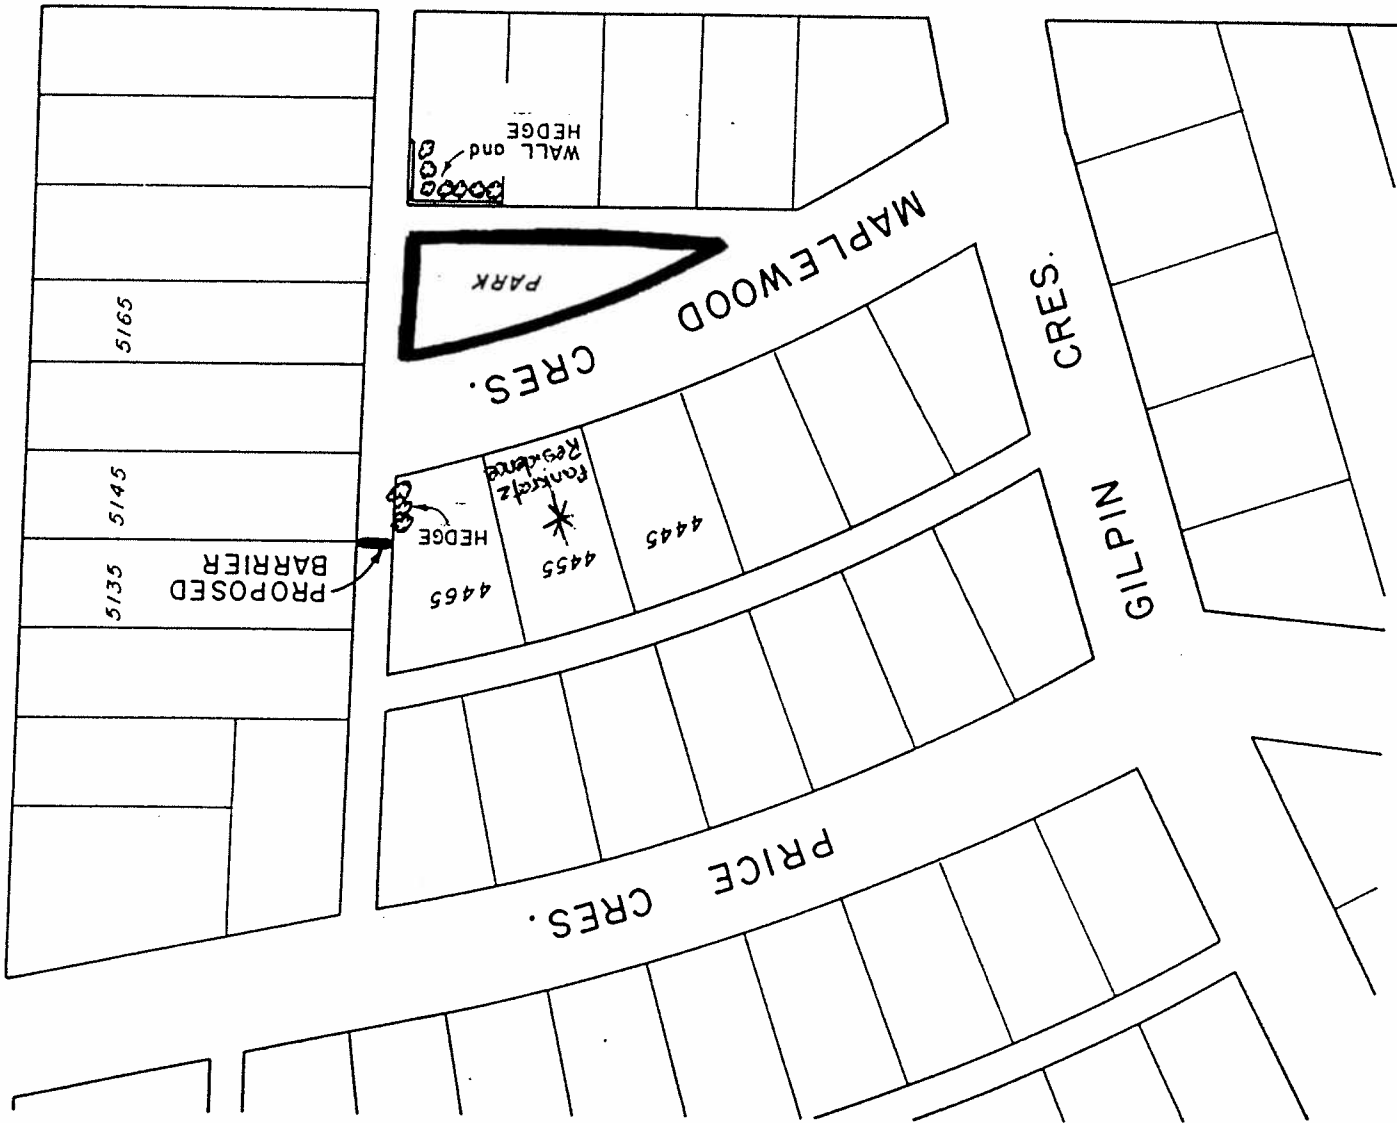 PRICE CRES.
GILPIN CRES.
PROPOSED
BARRIER
HEDGE
4465
4455
4445
Pankratz
Residence
5135
5145
5165
MAPLEWOOD CRES.
PARK
WALL and
HEDGE